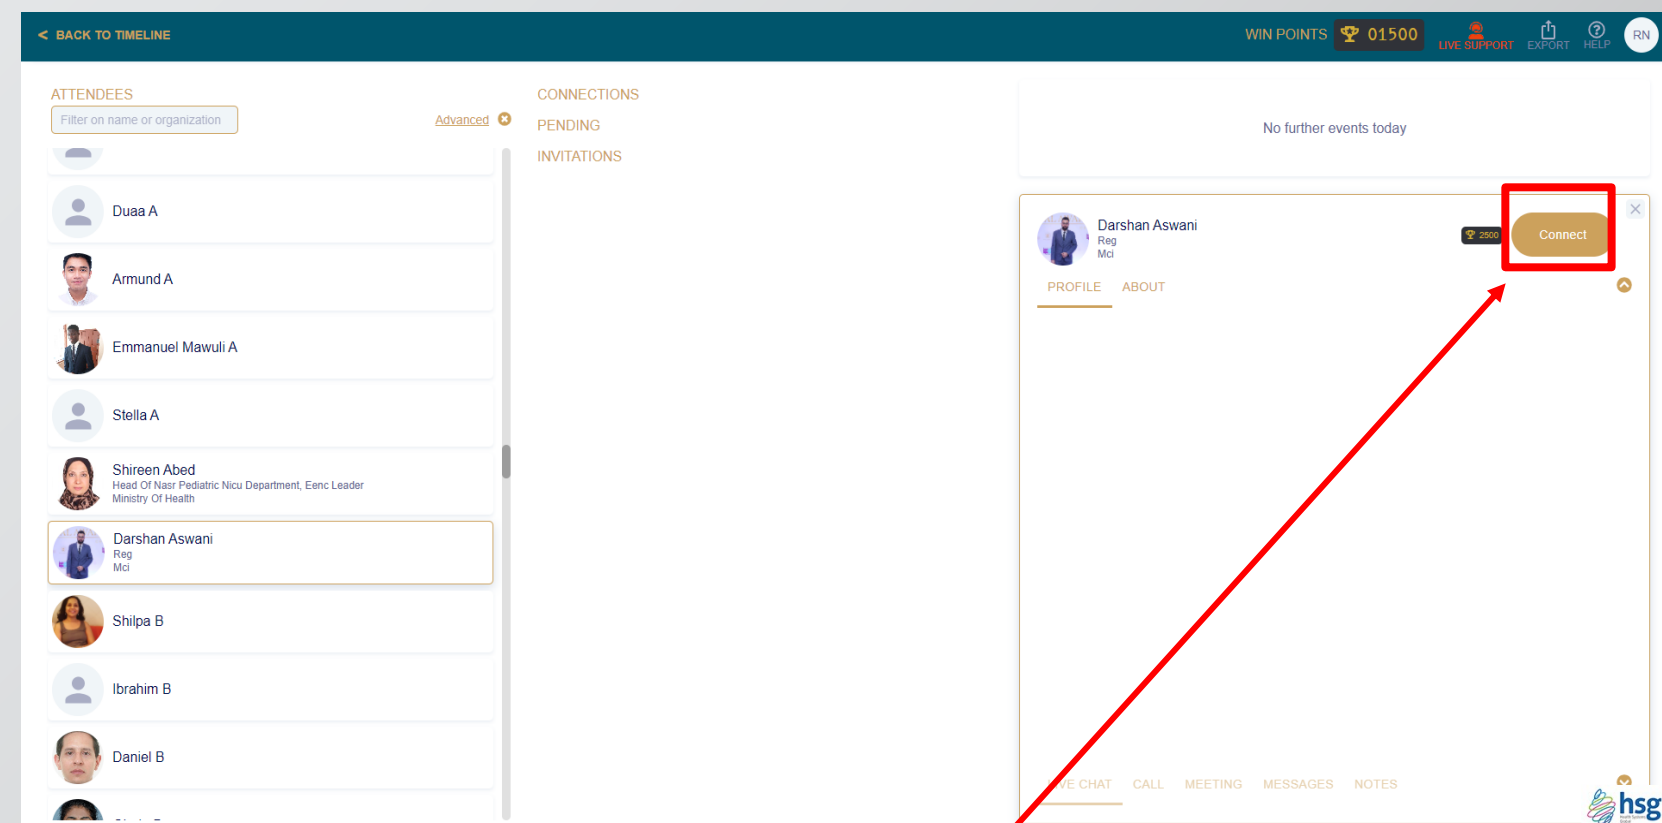 < BACK TO TIMELINE
WIN POINTS 01500
LIVE SUPPORT
EXPORT
HELP
RN
ATTENDEES
Filter on name or organization
Advanced
Duaa A
Armund A
Emmanuel Mawuli A
Stella A
Shireen Abed
Head Of Nasr Pediatric Nicu Department, Eenc Leader
Ministry Of Health
Darshan Aswani
Reg
Mci
Shilpa B
Ibrahim B
Daniel B
CONNECTIONS
PENDING
INVITATIONS
No further events today
Darshan Aswani
Reg
Mci
2500
Connect
PROFILE ABOUT
LIVE CHAT CALL MEETING MESSAGES NOTES
hsg